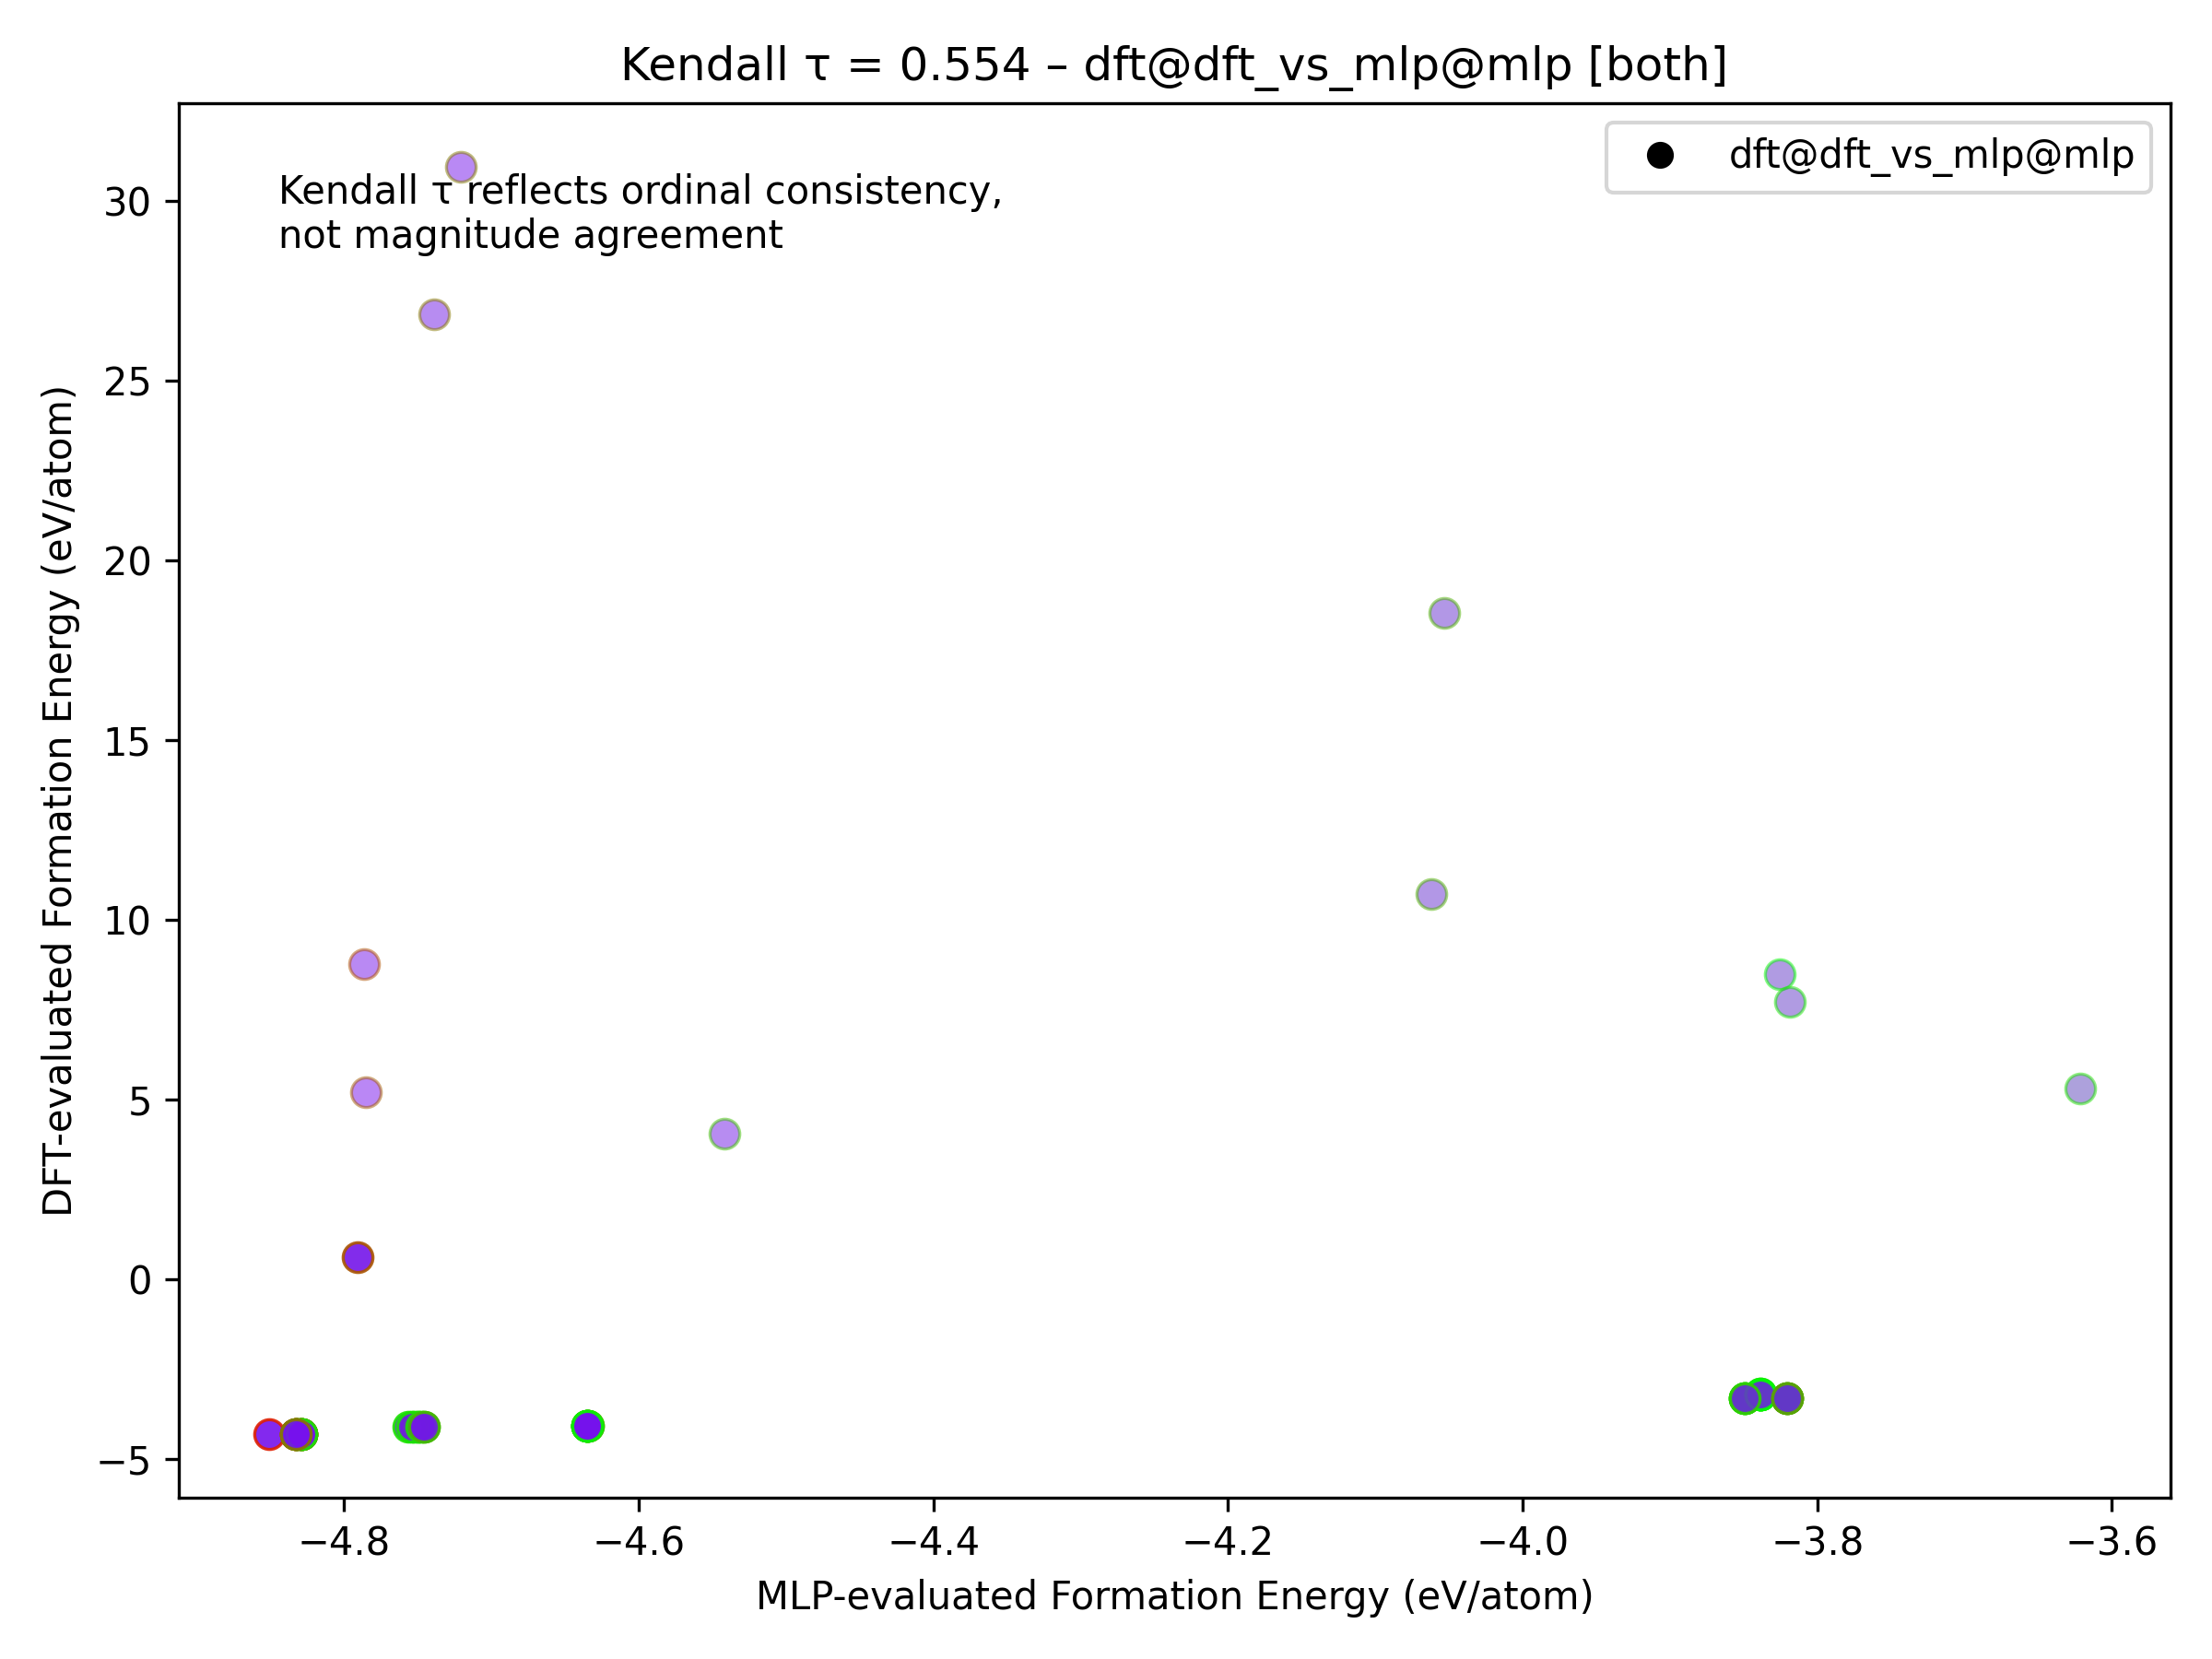 Kendall τ = 0.554 – dft@dft_vs_mlp@mlp [both]
dft@dft_vs_mlp@mlp
Kendall τ reflects ordinal consistency,
not magnitude agreement
DFT-evaluated Formation Energy (eV/atom)
30
25
20
15
10
5
0
−5
−4.8 −4.6 −4.4 −4.2 −4.0 −3.8 −3.6
MLP-evaluated Formation Energy (eV/atom)